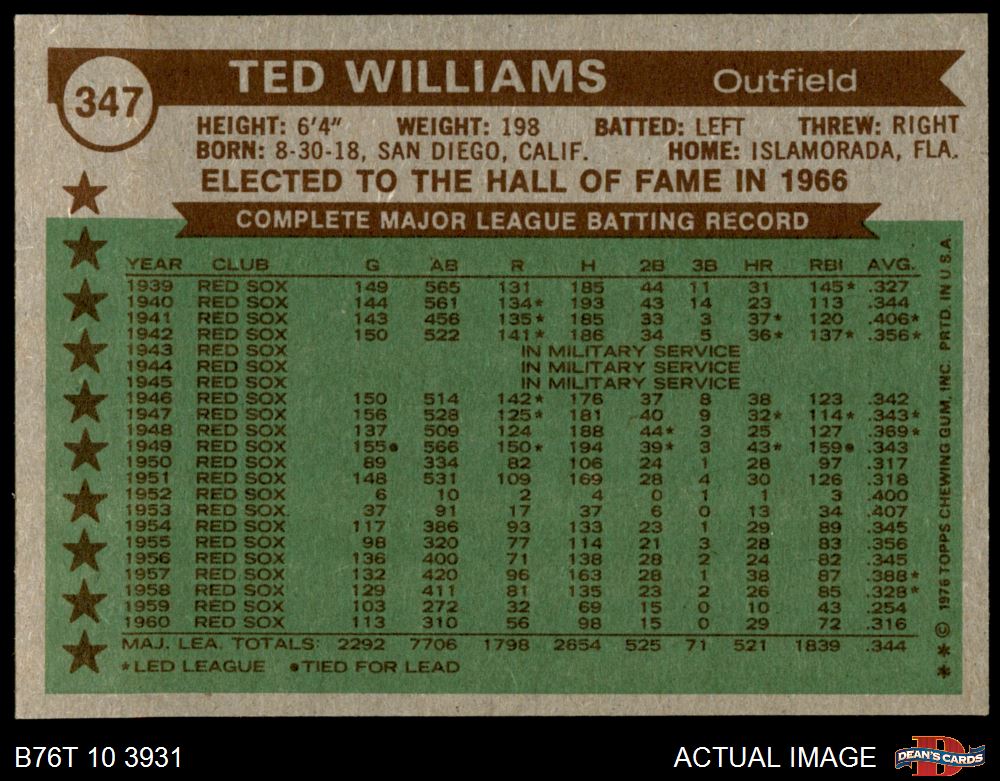 347
TED WILLIAMS Outfield
HEIGHT: 6'4" WEIGHT: 198 BATTED: LEFT THREW: RIGHT
BORN: 8-30-18, SAN DIEGO, CALIF. HOME: ISLAMORADA, FLA.
ELECTED TO THE HALL OF FAME IN 1966
COMPLETE MAJOR LEAGUE BATTING RECORD
YEAR CLUB G AB R H 2B 3B HR RBI AVG.
1939 RED SOX 149 565 131 185 44 11 31 145* .327
1940 RED SOX 144 561 134* 193 43 14 23 113 .344
1941 RED SOX 143 456 135* 185 33 3 37* 120 .406*
1942 RED SOX 150 522 141* 186 34 5 36* 137* .356*
1943 RED SOX IN MILITARY SERVICE
1944 RED SOX IN MILITARY SERVICE
1945 RED SOX IN MILITARY SERVICE
1946 RED SOX 150 514 142* 176 37 8 38 123 .342
1947 RED SOX 156 528 125* 181 40 9 32* 114* .343*
1948 RED SOX 137 509 124 188 44* 3 25 127 .369*
1949 RED SOX 155● 566 150* 194 39* 3 43* 159● .343
1950 RED SOX 89 334 82 106 24 1 28 97 .317
1951 RED SOX 148 531 109 169 28 4 30 126 .318
1952 RED SOX 6 10 2 4 0 1 1 3 .400
1953 RED SOX 37 91 17 37 6 0 13 34 .407
1954 RED SOX 117 386 93 133 23 1 29 89 .345
1955 RED SOX 98 320 77 114 21 3 28 83 .356
1956 RED SOX 136 400 71 138 28 2 24 82 .345
1957 RED SOX 132 420 96 163 28 1 38 87 .388*
1958 RED SOX 129 411 81 135 23 2 26 85 .328*
1959 RED SOX 103 272 32 69 15 0 10 43 .254
1960 RED SOX 113 310 56 98 15 0 29 72 .316
MAJ. LEA. TOTALS: 2292 7706 1798 2654 525 71 521 1839 .344
*LED LEAGUE ●TIED FOR LEAD
** © 1976 TOPPS CHEWING GUM, INC. PRTD. IN U.S.A.
B76T 10 3931 ACTUAL IMAGE
D
DEAN'S CARDS